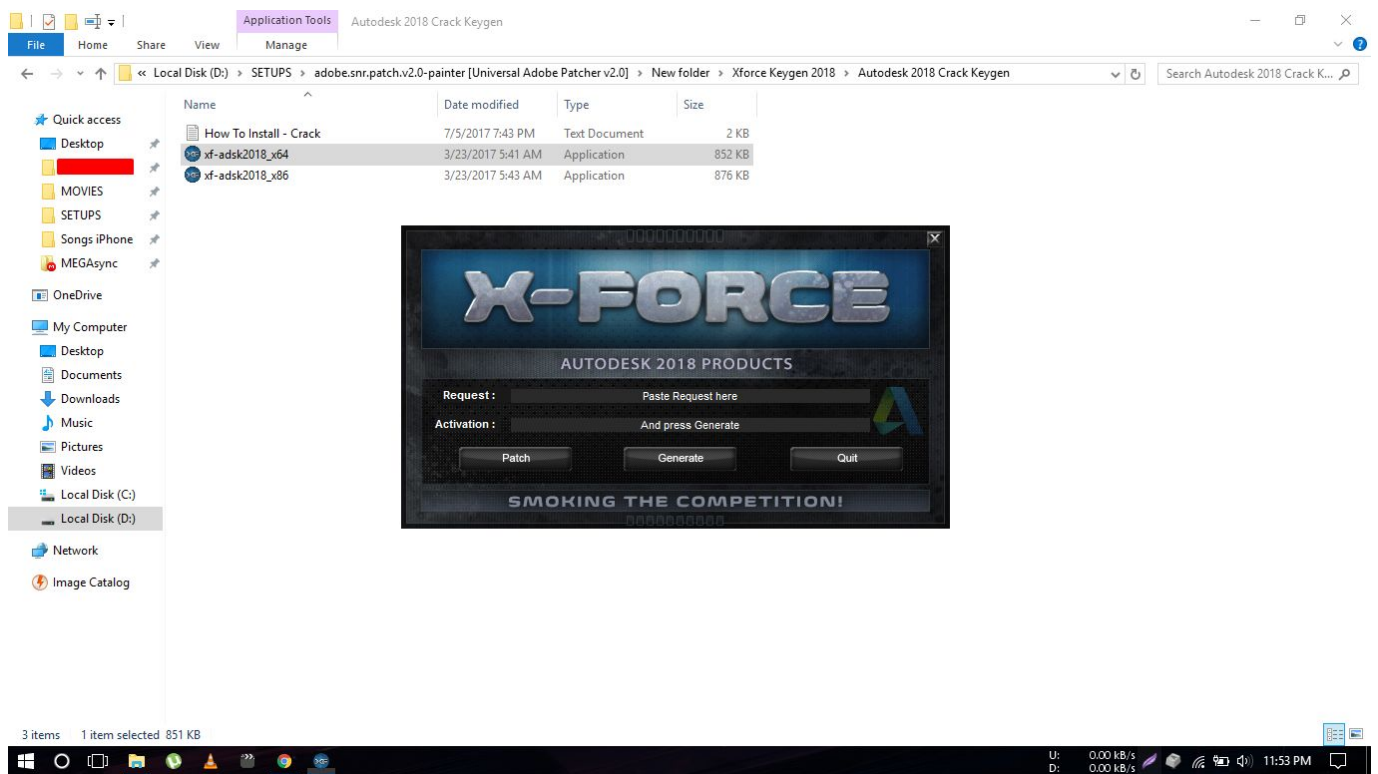 Application Tools Autodesk 2018 Crack Keygen
File Home Share View Manage
« Local Disk (D:) › SETUPS › adobe.snr.patch.v2.0-painter [Universal Adobe Patcher v2.0] › New folder › Xforce Keygen 2018 › Autodesk 2018 Crack Keygen Search Autodesk 2018 Crack K...
Name Date modified Type Size
Quick access
Desktop
MOVIES
SETUPS
Songs iPhone
MEGAsync
OneDrive
My Computer
Desktop
Documents
Downloads
Music
Pictures
Videos
Local Disk (C:)
Local Disk (D:)
Network
Image Catalog
How To Install - Crack 7/5/2017 7:43 PM Text Document 2 KB
xf-adsk2018_x64 3/23/2017 5:41 AM Application 852 KB
xf-adsk2018_x86 3/23/2017 5:43 AM Application 876 KB
X-FORCE
AUTODESK 2018 PRODUCTS
Request : Paste Request here
Activation : And press Generate
Patch Generate Quit
SMOKING THE COMPETITION!
3 items 1 item selected 851 KB
U: 0.00 kB/s
D: 0.00 kB/s
11:53 PM